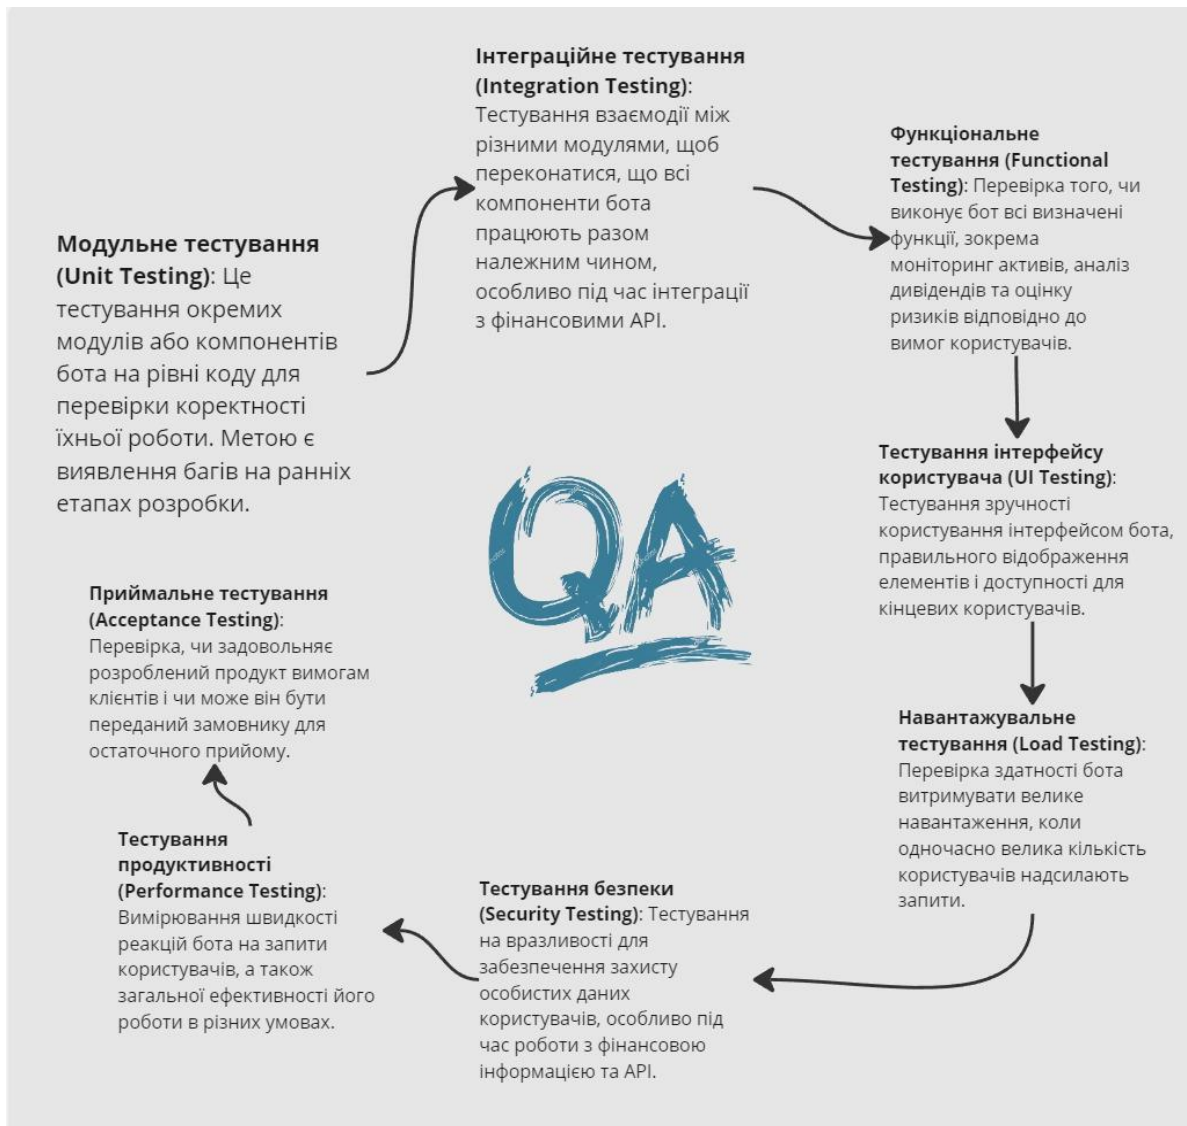 Інтеграційне тестування
(Integration Testing):
Тестування взаємодії між
різними модулями, щоб
переконатися, що всі
компоненти бота
працюють разом
належним чином,
особливо під час інтеграції
з фінансовими API.
Функціональне
тестування (Functional
Testing): Перевірка того, чи
виконує бот всі визначені
функції, зокрема
моніторинг активів, аналіз
дивідендів та оцінку
ризиків відповідно до
вимог користувачів.
Модульне тестування
(Unit Testing): Це
тестування окремих
модулів або компонентів
бота на рівні коду для
перевірки коректності
їхньої роботи. Метою є
виявлення багів на ранніх
етапах розробки.
Тестування інтерфейсу
користувача (UI Testing):
Тестування зручності
користування інтерфейсом бота,
правильного відображення
елементів і доступності для
кінцевих користувачів.
QA
Приймальне тестування
(Acceptance Testing):
Перевірка, чи задовольняє
розроблений продукт вимогам
клієнтів і чи може він бути
переданий замовнику для
остаточного прийому.
Навантажувальне
тестування (Load Testing):
Перевірка здатності бота
витримувати велике
навантаження, коли
одночасно велика кількість
користувачів надсилають
запити.
Тестування
продуктивності
(Performance Testing):
Вимірювання швидкості
реакцій бота на запити
користувачів, а також
загальної ефективності його
роботи в різних умовах.
Тестування безпеки
(Security Testing): Тестування
на вразливості для
забезпечення захисту
особистих даних
користувачів, особливо під
час роботи з фінансовою
інформацією та API.